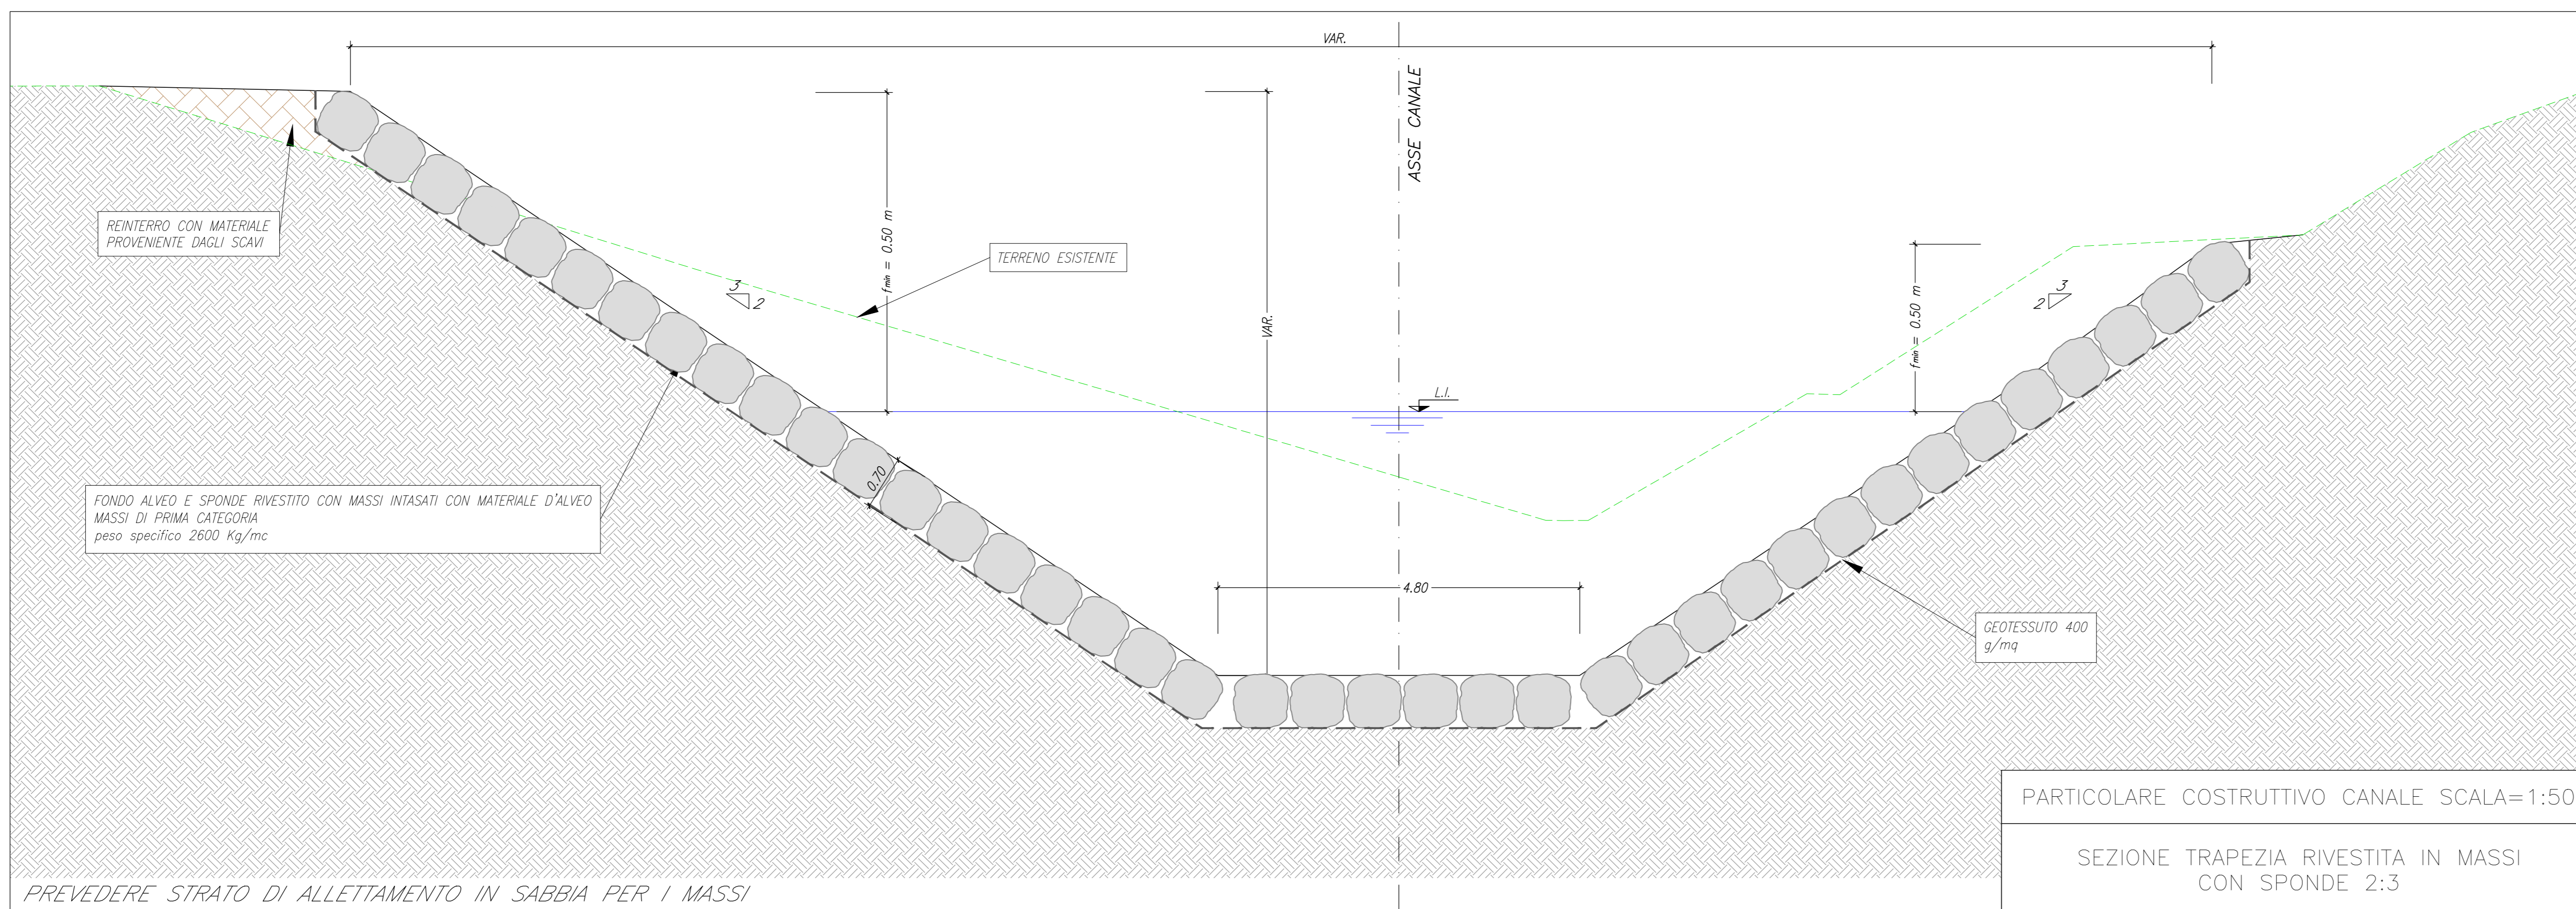 VAR.
ASSE CANALE
REINTERRO CON MATERIALE
PROVENIENTE DAGLI SCAVI
fmin = 0.50 m
TERRENO ESISTENTE
VAR.
3
2
fmin = 0.50 m
3
2
L.I.
0.70
FONDO ALVEO E SPONDE RIVESTITO CON MASSI INTASATI CON MATERIALE D'ALVEO
MASSI DI PRIMA CATEGORIA
peso specifico 2600 Kg/mc
4.80
GEOTESSUTO 400
g/mq
PARTICOLARE COSTRUTTIVO CANALE SCALA=1:50
SEZIONE TRAPEZIA RIVESTITA IN MASSI
CON SPONDE 2:3
PREVEDERE STRATO DI ALLETTAMENTO IN SABBIA PER I MASSI